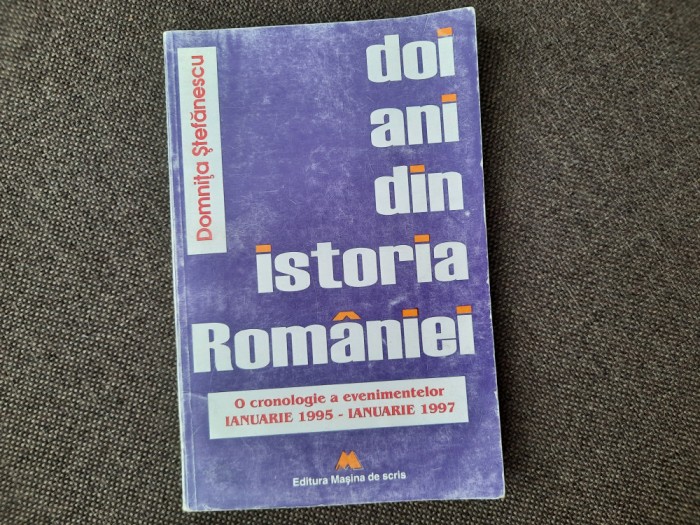 Domnița Ștefănescu
doi
ani
din
istoria
României
O cronologie a evenimentelor
IANUARIE 1995 - IANUARIE 1997
Editura Mașina de scris